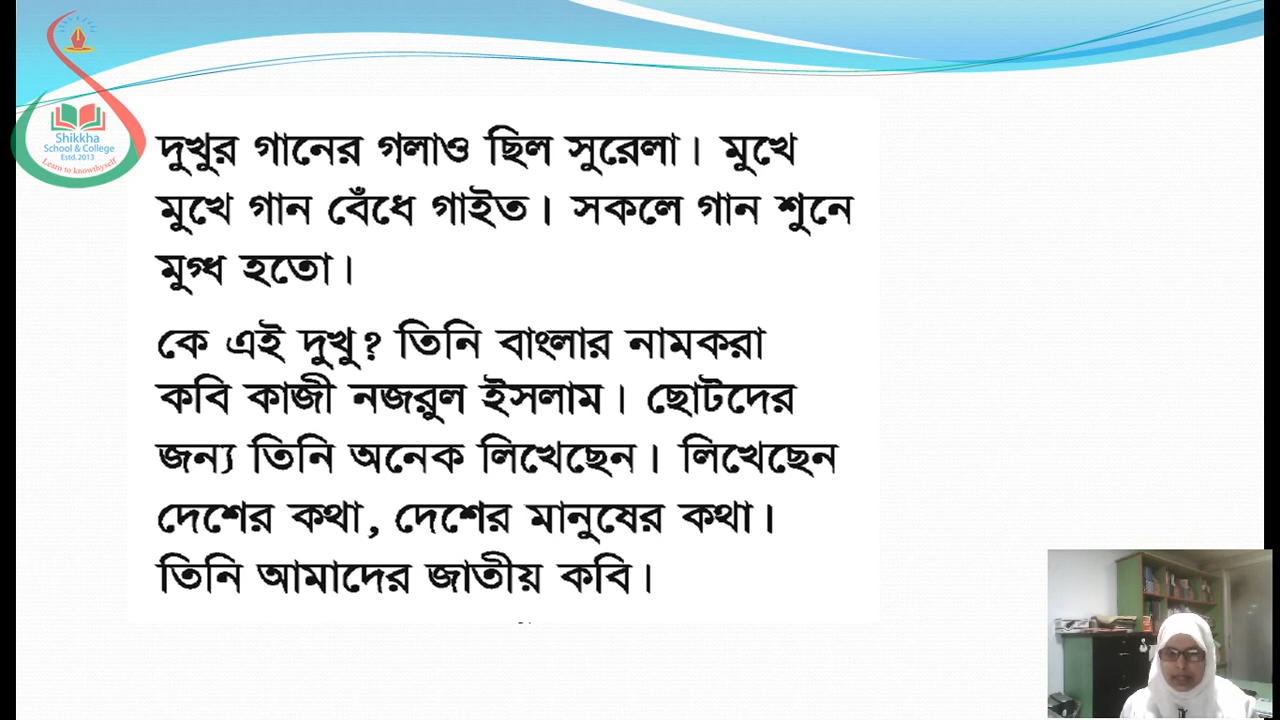 Shikkha
School & College
Estd. 2013
Learn to knowthyself
দুখুর গানের গলাও ছিল সুরেলা। মুখে
মুখে গান বেঁধে গাইত। সকলে গান শুনে
মুগ্ধ হতো।
কে এই দুখু? তিনি বাংলার নামকরা
কবি কাজী নজরুল ইসলাম। ছোটদের
জন্য তিনি অনেক লিখেছেন। লিখেছেন
দেশের কথা, দেশের মানুষের কথা।
তিনি আমাদের জাতীয় কবি।